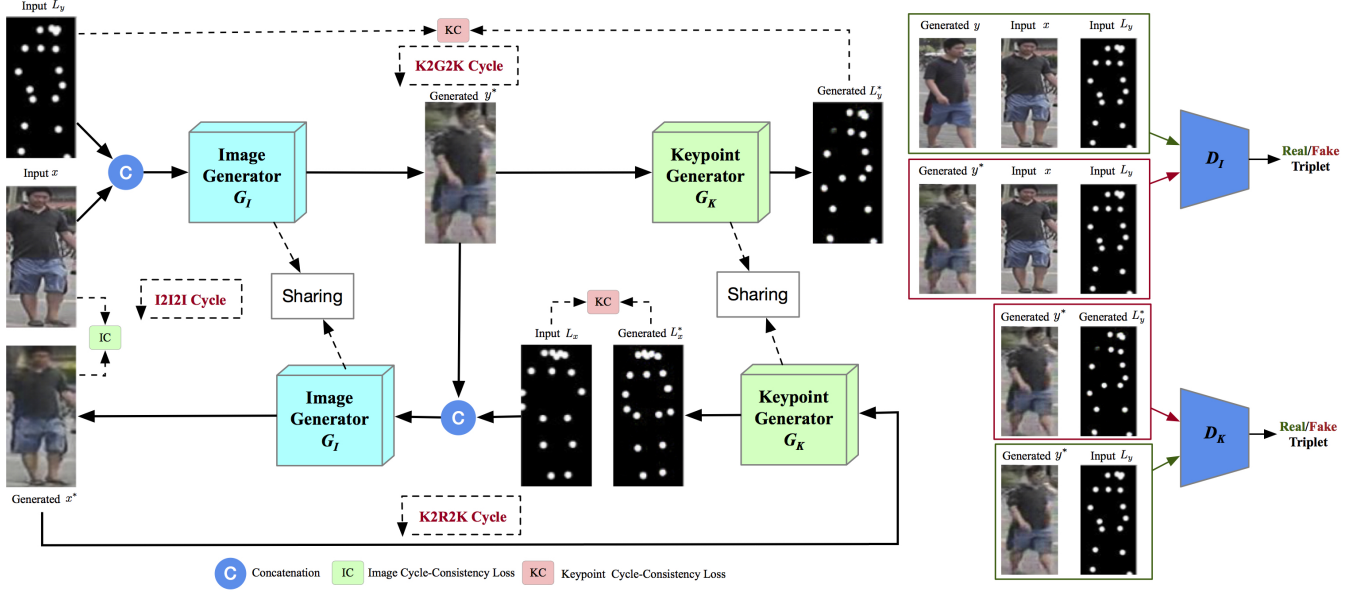 Input L_y
KC
K2G2K Cycle
Generated y*
Generated L*_y
C
Image
Generator
G_I
Keypoint
Generator
G_K
Input x
I2I2I Cycle
Sharing
Sharing
IC
KC
Input L_x
Generated L*_x
Image
Generator
G_I
C
Keypoint
Generator
G_K
Generated x*
K2R2K Cycle
C Concatenation
IC Image Cycle-Consistency Loss
KC Keypoint Cycle-Consistency Loss
Generated y
Input x
Input L_y
D_I
Real/Fake
Triplet
Generated y*
Input x
Input L_y
Generated y*
Generated L*_y
D_K
Real/Fake
Triplet
Generated y*
Input L_y